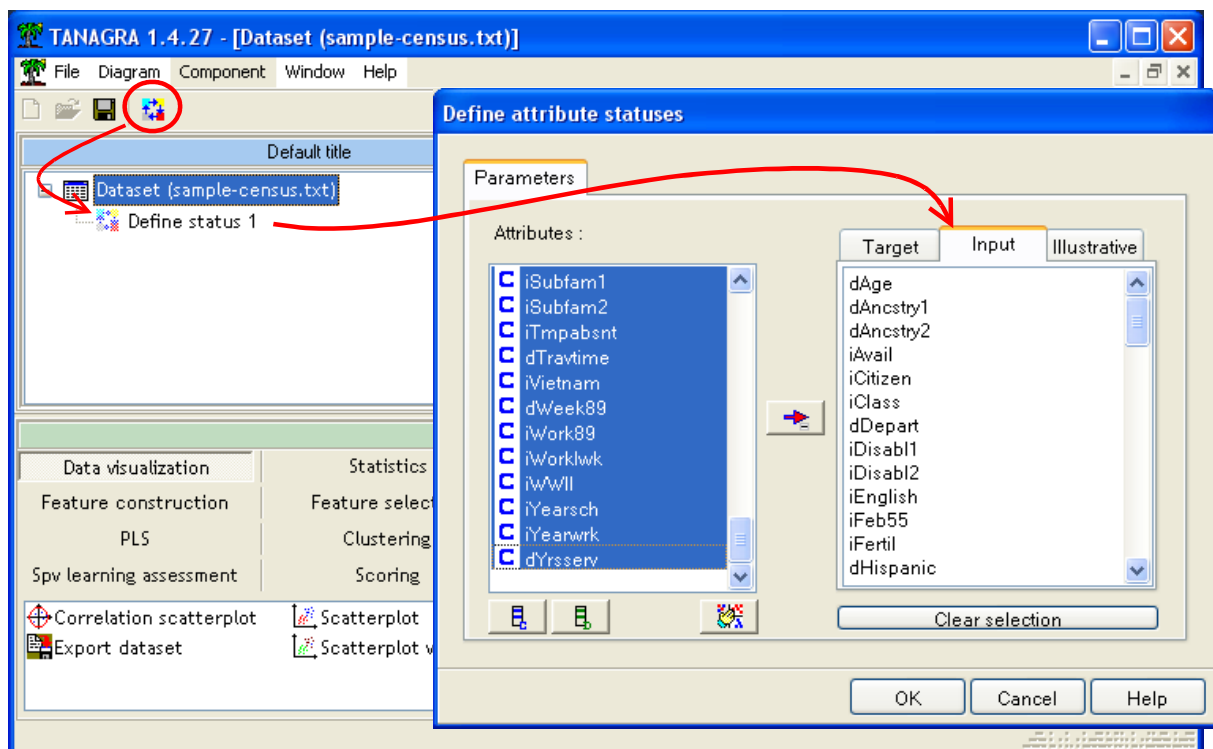 TANAGRA 1.4.27 - [Dataset (sample-census.txt)]
File Diagram Component Window Help
Default title
Dataset (sample-census.txt)
Define status 1
Data visualization Statistics
Feature construction Feature select
PLS Clustering
Spv learning assessment Scoring
Correlation scatterplot Scatterplot
Export dataset Scatterplot w
Define attribute statuses
Parameters
Attributes :
C iSubfam1
C iSubfam2
C iTmpabsnt
C dTravtime
C iVietnam
C dWeek89
C iWork89
C iWorklwk
C iWWII
C iYearsch
C iYearwrk
C dYrsserv
Target Input Illustrative
dAge
dAncstry1
dAncstry2
iAvail
iCitizen
iClass
dDepart
iDisabl1
iDisabl2
iEnglish
iFeb55
iFertil
dHispanic
Clear selection
OK Cancel Help